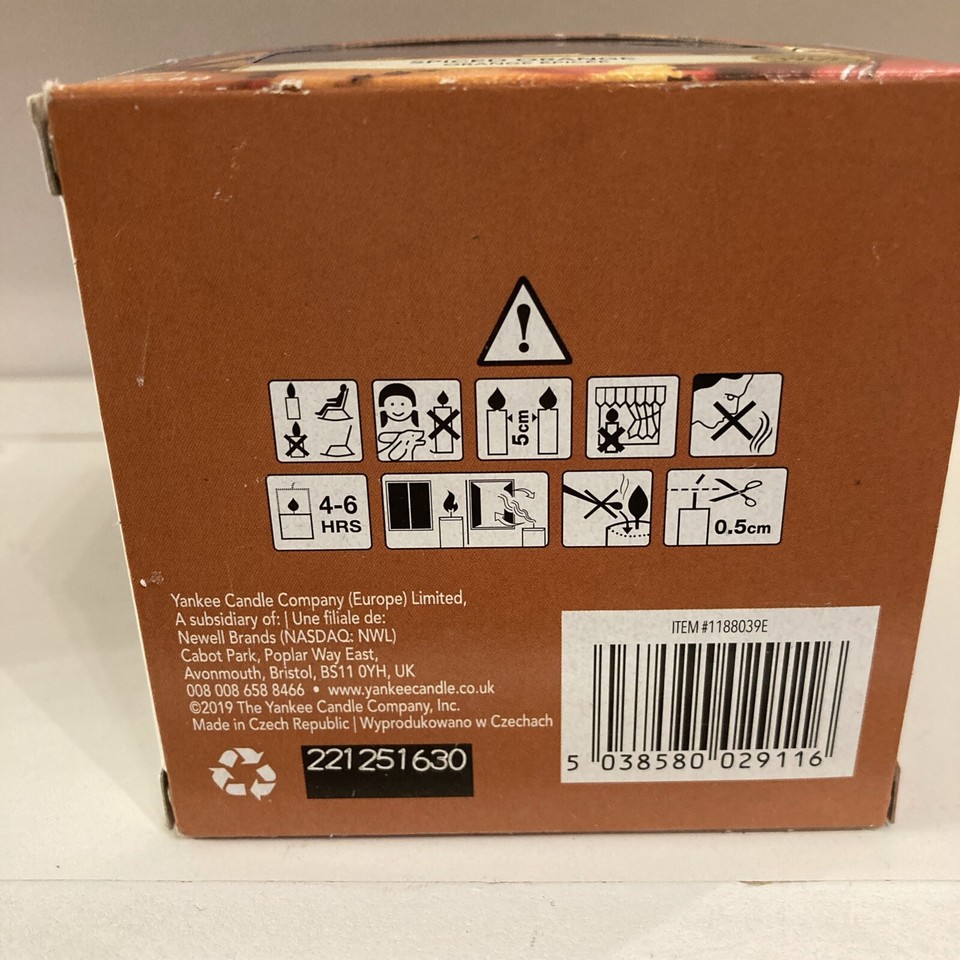 SPICED ORANGE
!
5cm
4-6
HRS
0.5cm
Yankee Candle Company (Europe) Limited,
A subsidiary of: | Une filiale de:
Newell Brands (NASDAQ: NWL)
Cabot Park, Poplar Way East,
Avonmouth, Bristol, BS11 0YH, UK
008 008 658 8466 • www.yankeecandle.co.uk
©2019 The Yankee Candle Company, Inc.
Made in Czech Republic | Wyprodukowano w Czechach
221251630
ITEM #1188039E
5 038580 029116